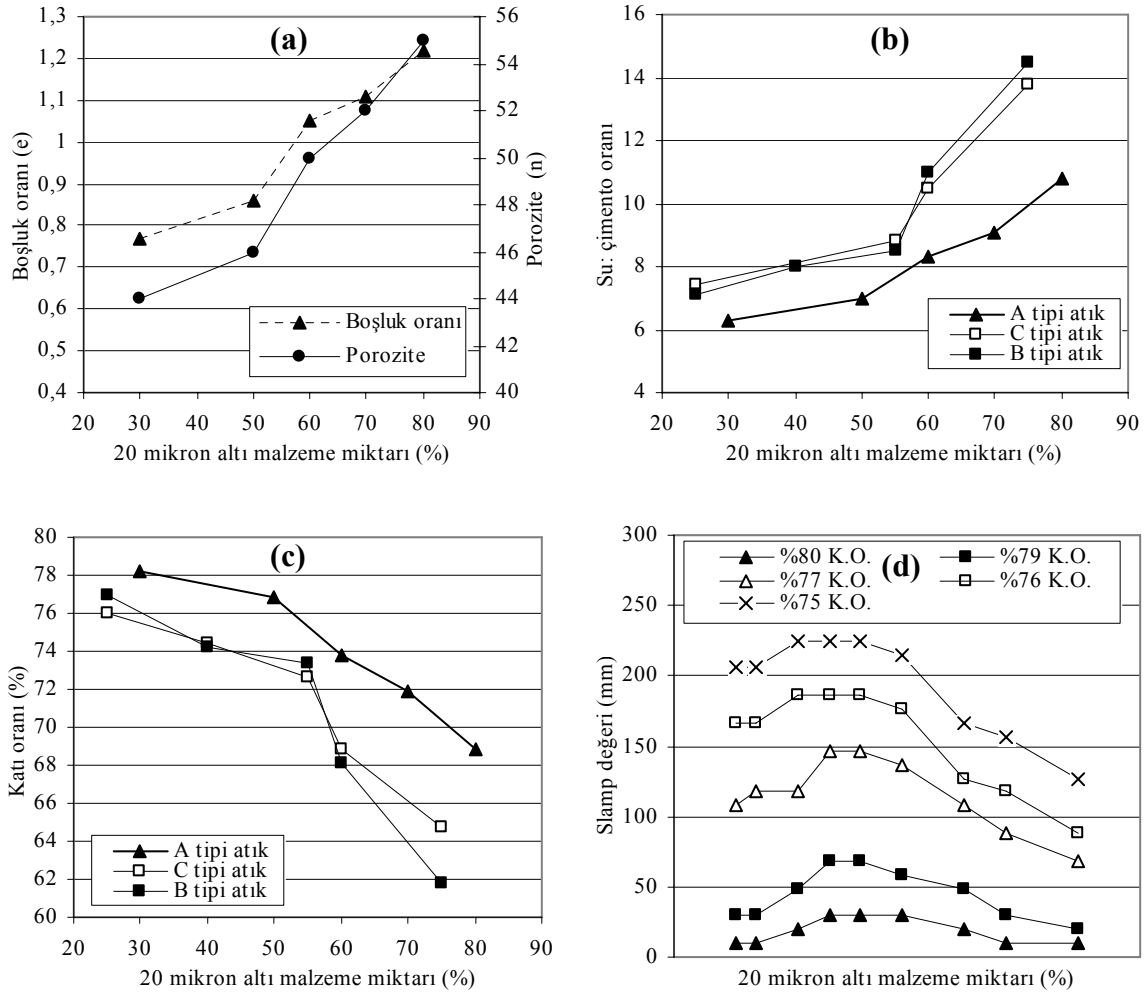 (a)
1,3
1,2
1,1
1
0,9
0,8
0,7
0,6
0,5
0,4
Boşluk oranı (e)
56
54
52
50
48
46
44
42
40
Porozite (n)
Boşluk oranı
Porozite
20 30 40 50 60 70 80 90
20 mikron altı malzeme miktarı (%)
(b)
16
14
12
10
8
6
4
Su: çimento oranı
A tipi atık
C tipi atık
B tipi atık
20 30 40 50 60 70 80 90
20 mikron altı malzeme miktarı (%)
(c)
80
78
76
74
72
70
68
66
64
62
60
Katı oranı (%)
A tipi atık
C tipi atık
B tipi atık
20 30 40 50 60 70 80 90
20 mikron altı malzeme miktarı (%)
(d)
300
250
200
150
100
50
0
Slamp değeri (mm)
%80 K.O. %79 K.O.
%77 K.O. %76 K.O.
%75 K.O.
20 mikron altı malzeme miktarı (%)